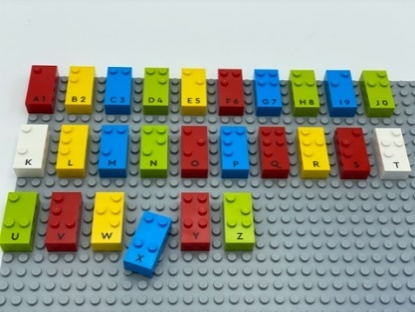 A1 B2 C3 D4 E5 F6 G7 H8 I9 J0
K L M N O P Q R S T
U V W X Y Z